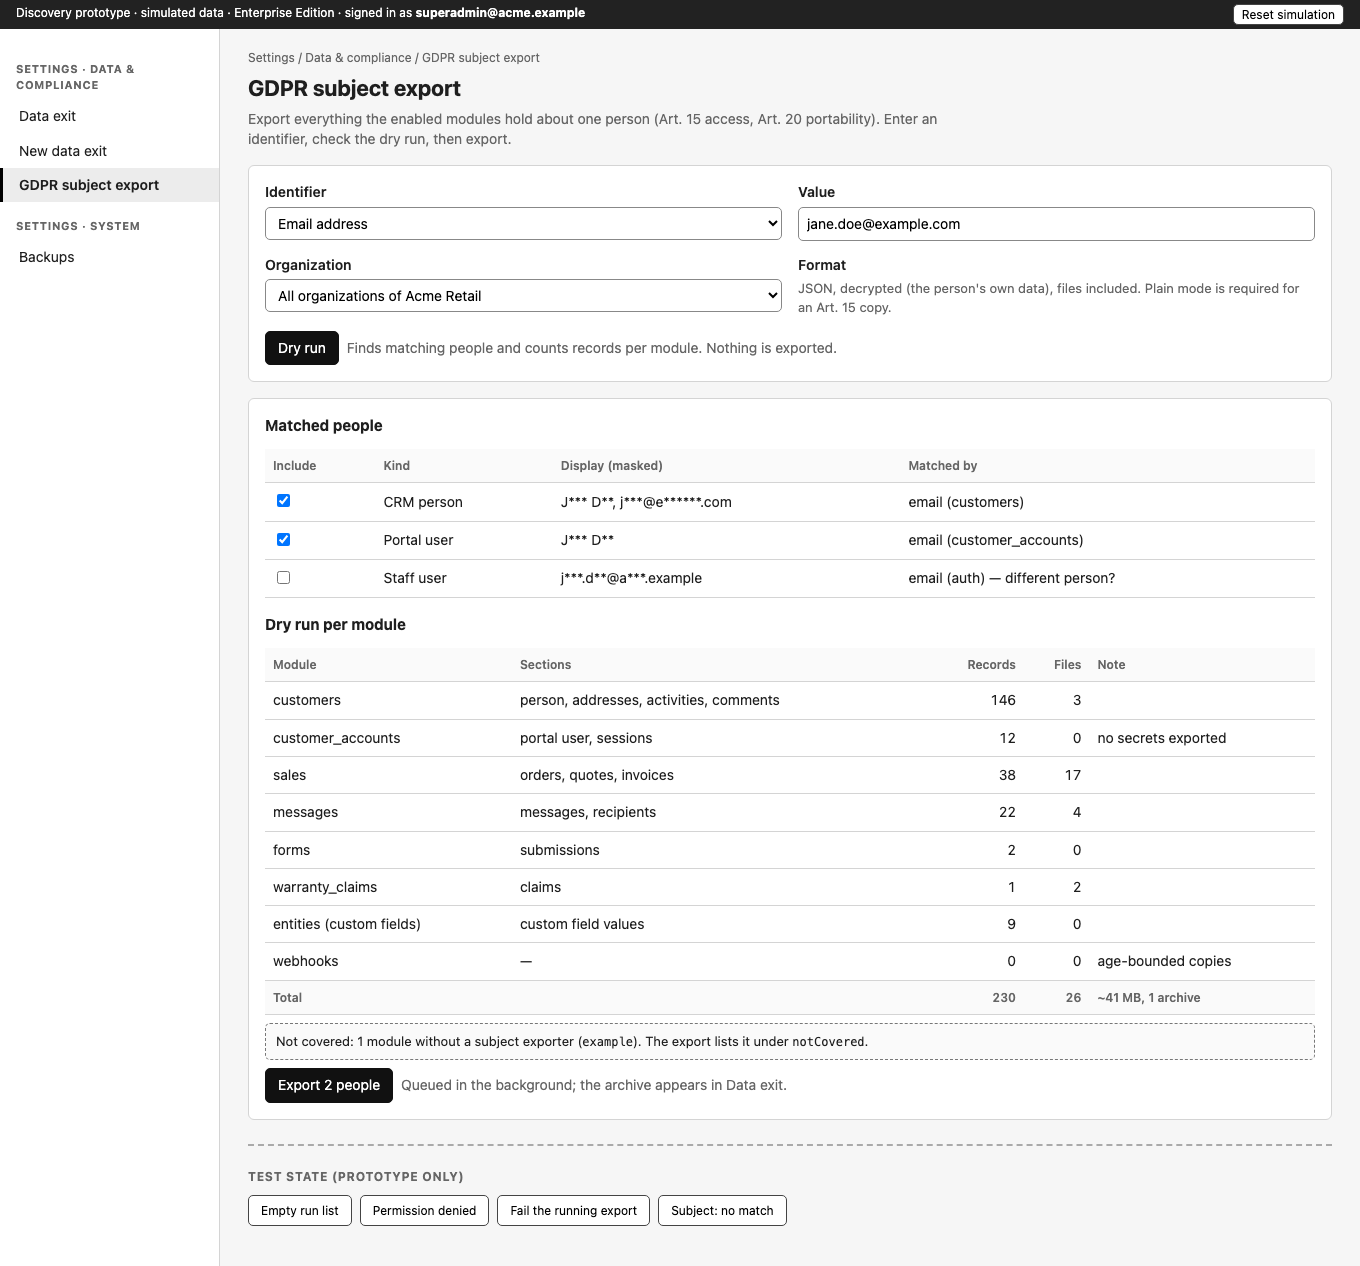 Discovery prototype · simulated data · Enterprise Edition · signed in as superadmin@acme.example
Reset simulation
SETTINGS · DATA &
COMPLIANCE
Data exit
New data exit
GDPR subject export
SETTINGS · SYSTEM
Backups
Settings / Data & compliance / GDPR subject export
GDPR subject export
Export everything the enabled modules hold about one person (Art. 15 access, Art. 20 portability). Enter an
identifier, check the dry run, then export.
Identifier
Email address
Value
jane.doe@example.com
Organization
All organizations of Acme Retail
Format
JSON, decrypted (the person's own data), files included. Plain mode is required for
an Art. 15 copy.
Dry run Finds matching people and counts records per module. Nothing is exported.
Matched people
Include Kind Display (masked) Matched by
CRM person J*** D**, j***@e******.com email (customers)
Portal user J*** D** email (customer_accounts)
Staff user j***.d**@a***.example email (auth) — different person?
Dry run per module
Module Sections Records Files Note
customers person, addresses, activities, comments 146 3
customer_accounts portal user, sessions 12 0 no secrets exported
sales orders, quotes, invoices 38 17
messages messages, recipients 22 4
forms submissions 2 0
warranty_claims claims 1 2
entities (custom fields) custom field values 9 0
webhooks — 0 0 age-bounded copies
Total 230 26 ~41 MB, 1 archive
Not covered: 1 module without a subject exporter (example). The export lists it under notCovered.
Export 2 people Queued in the background; the archive appears in Data exit.
TEST STATE (PROTOTYPE ONLY)
Empty run list
Permission denied
Fail the running export
Subject: no match